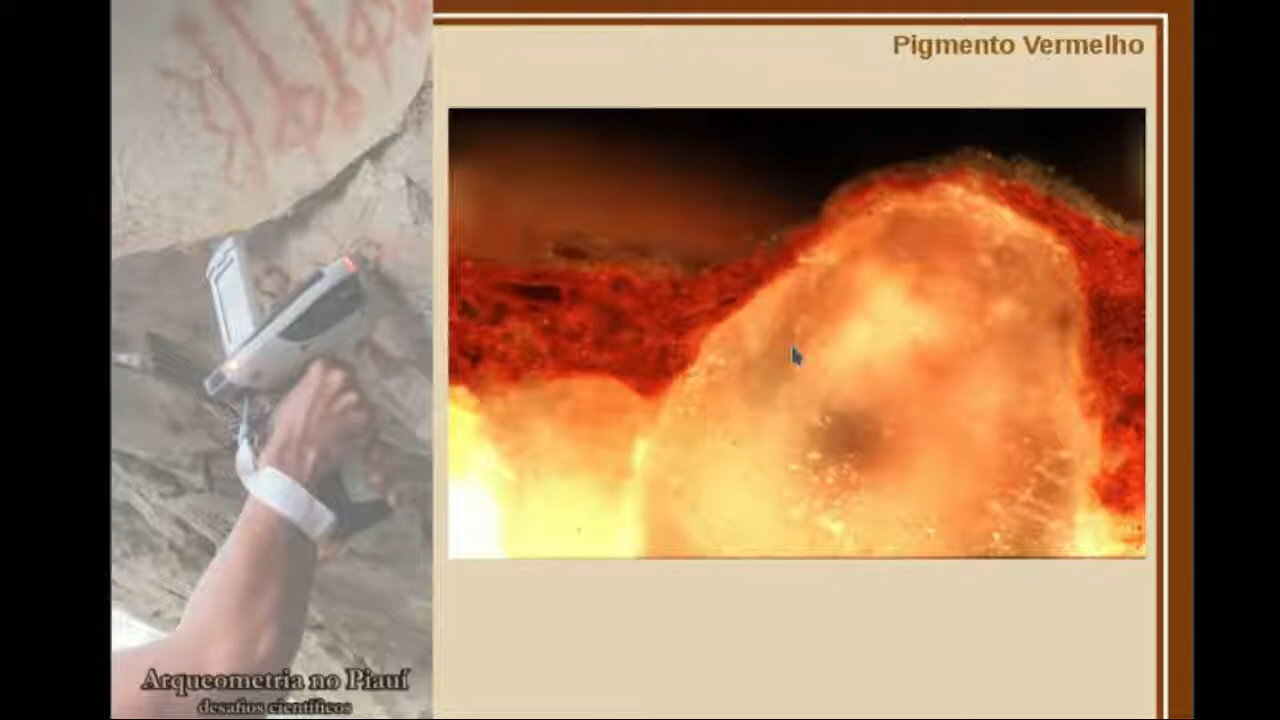 Pigmento Vermelho
Arqueometria no Piauí
desafios científicos